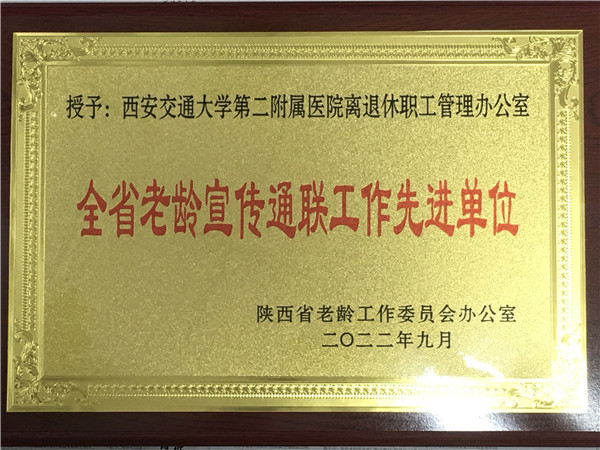 授予：西安交通大学第二附属医院离退休职工管理办公室
全省老龄宣传通联工作先进单位
陕西省老龄工作委员会办公室
二〇二二年九月